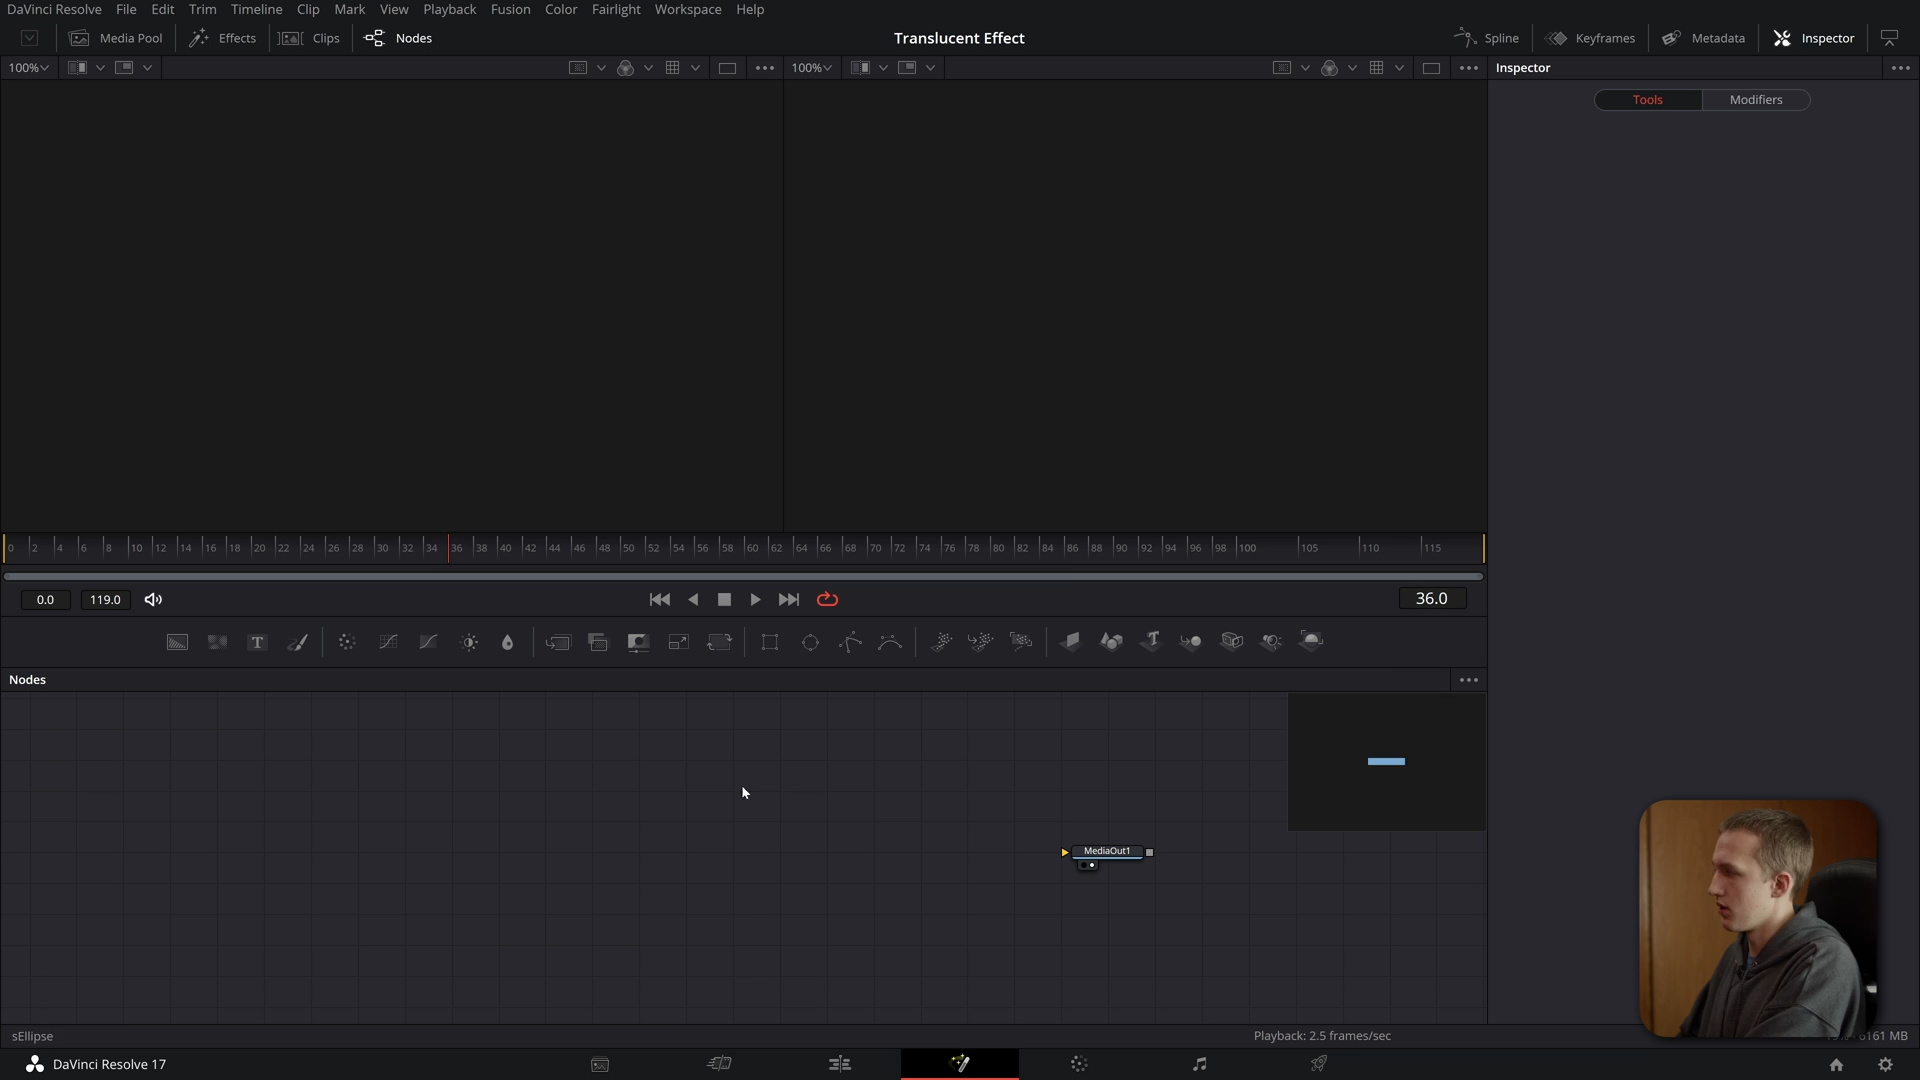 DaVinci Resolve File Edit Trim Timeline Clip Mark View Playback Fusion Color Fairlight Workspace Help
Media Pool Effects Clips Nodes Translucent Effect Spline Keyframes Metadata Inspector
100% 100% Inspector
Tools Modifiers
0 2 4 6 8 10 12 14 16 18 20 22 24 26 28 30 32 34 36 38 40 42 44 46 48 50 52 54 56 58 60 62 64 66 68 70 72 74 76 78 80 82 84 86 88 90 92 94 96 98 100 105 110 115
0.0 119.0 36.0
T
Nodes
MediaOut1
sEllipse Playback: 2.5 frames/sec 6161 MB
DaVinci Resolve 17